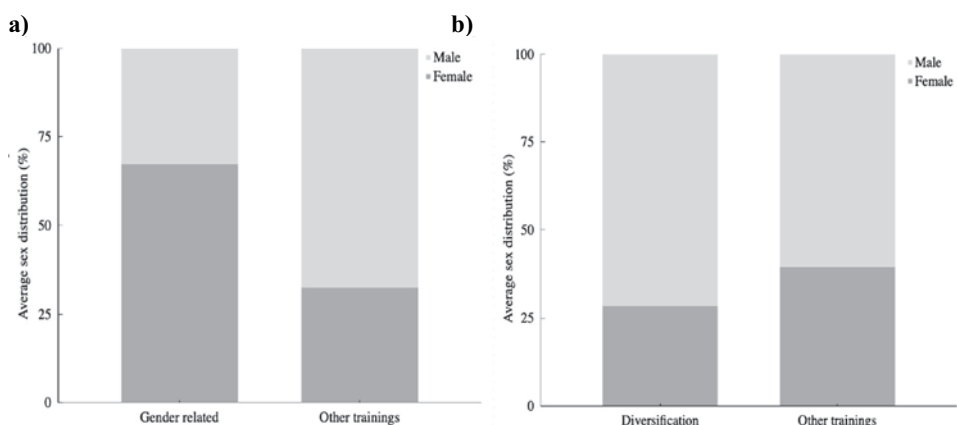 a)
100
75
50
25
0
Average sex distribution (%)
Male
Female
Gender related
Other trainings
b)
100
75
50
25
0
Average sex distribution (%)
Male
Female
Diversification
Other trainings